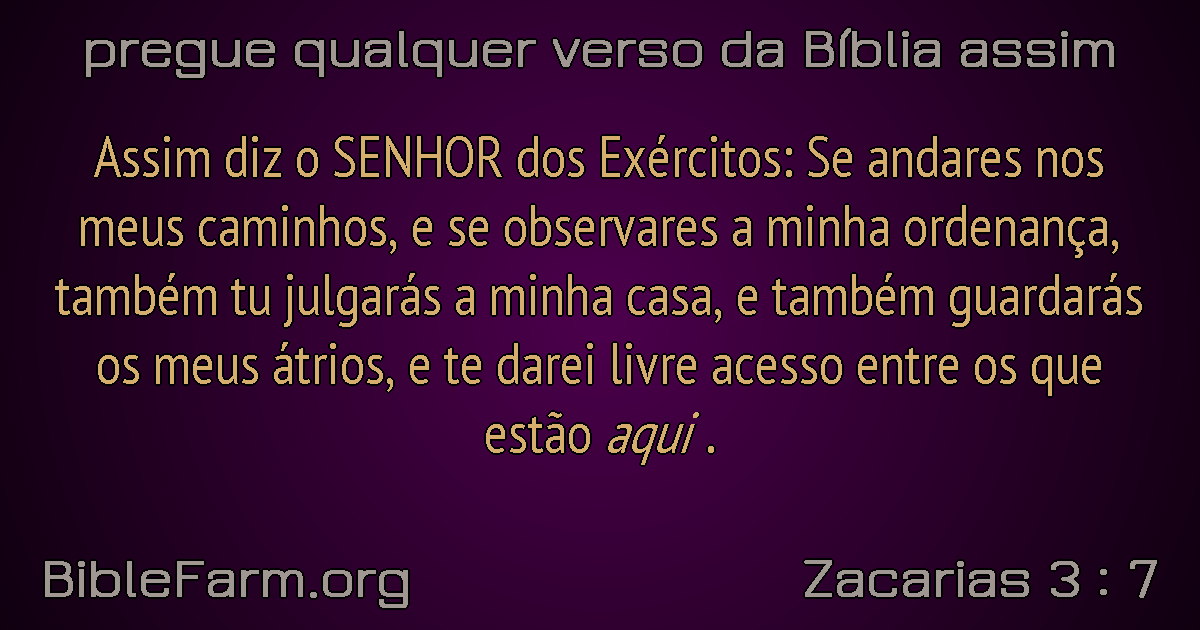 pregue qualquer verso da Bíblia assim
Assim diz o SENHOR dos Exércitos: Se andares nos
meus caminhos, e se observares a minha ordenança,
também tu julgarás a minha casa, e também guardarás
os meus átrios, e te darei livre acesso entre os que
estão aqui .
BibleFarm.org
Zacarias 3 : 7